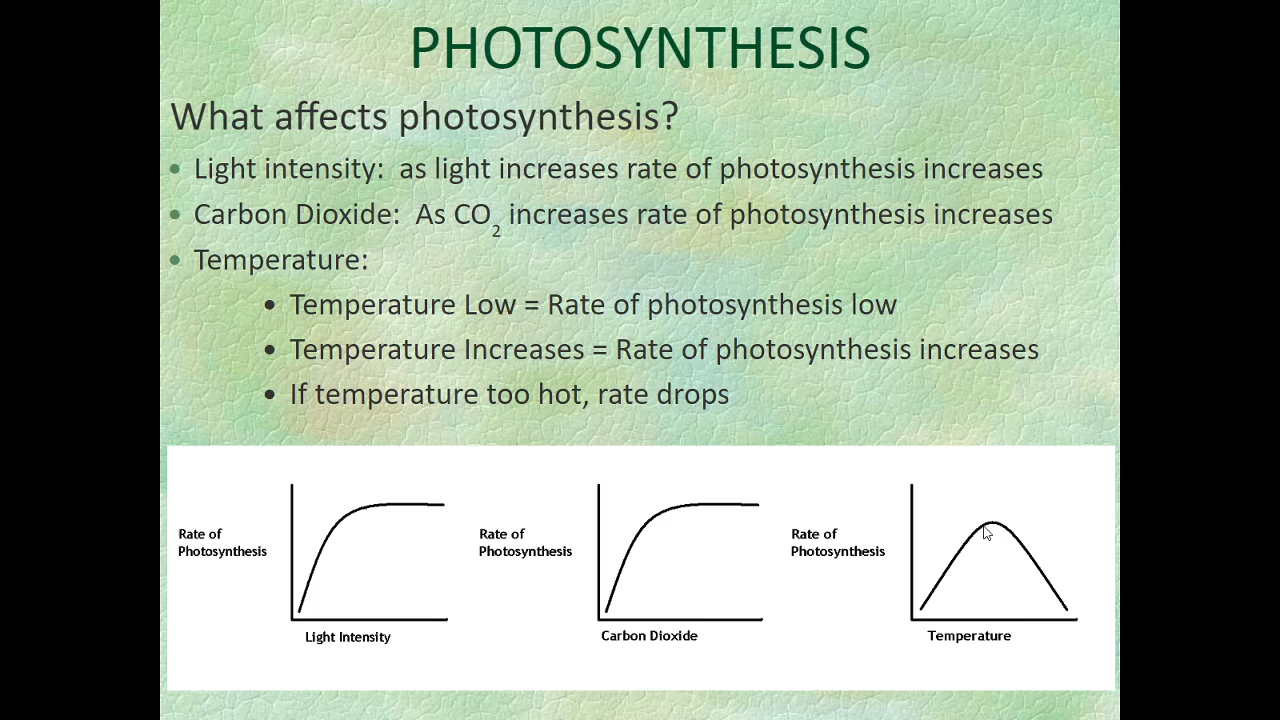 PHOTOSYNTHESIS
What affects photosynthesis?
• Light intensity: as light increases rate of photosynthesis increases
• Carbon Dioxide: As CO₂ increases rate of photosynthesis increases
• Temperature:
• Temperature Low = Rate of photosynthesis low
• Temperature Increases = Rate of photosynthesis increases
• If temperature too hot, rate drops
Rate of
Photosynthesis
Light Intensity
Rate of
Photosynthesis
Carbon Dioxide
Rate of
Photosynthesis
Temperature